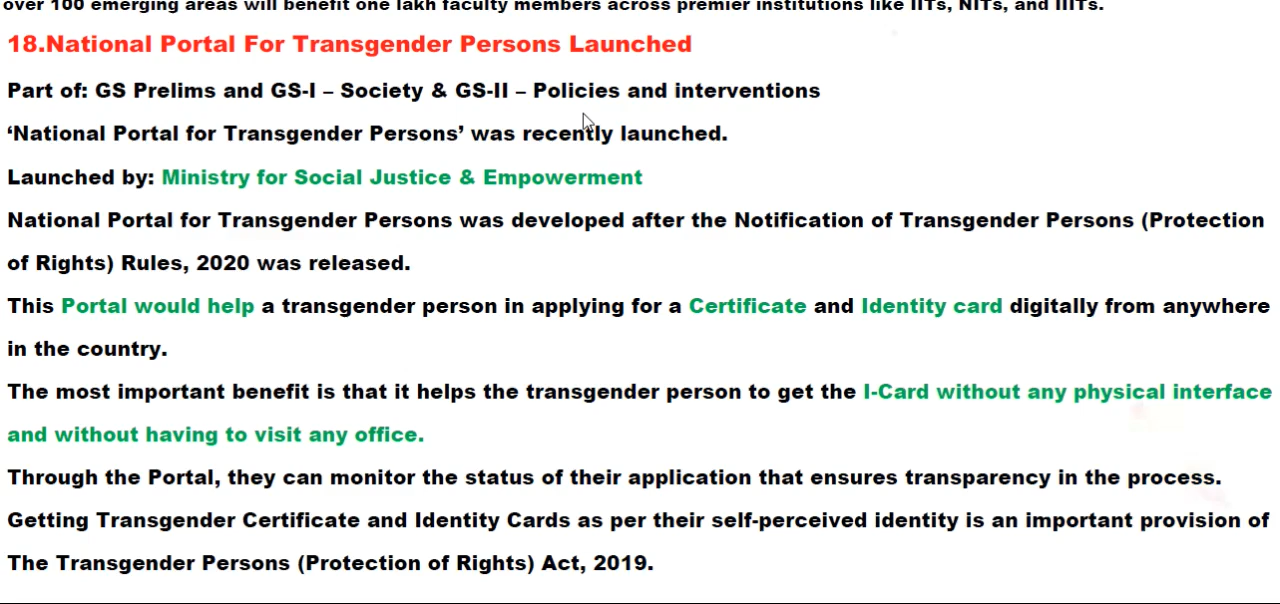 over 100 emerging areas will benefit one lakh faculty members across premier institutions like IITs, NITs, and IIITs.
18.National Portal For Transgender Persons Launched
Part of: GS Prelims and GS-I – Society & GS-II – Policies and interventions
‘National Portal for Transgender Persons’ was recently launched.
Launched by: Ministry for Social Justice & Empowerment
National Portal for Transgender Persons was developed after the Notification of Transgender Persons (Protection
of Rights) Rules, 2020 was released.
This Portal would help a transgender person in applying for a Certificate and Identity card digitally from anywhere
in the country.
The most important benefit is that it helps the transgender person to get the I-Card without any physical interface
and without having to visit any office.
Through the Portal, they can monitor the status of their application that ensures transparency in the process.
Getting Transgender Certificate and Identity Cards as per their self-perceived identity is an important provision of
The Transgender Persons (Protection of Rights) Act, 2019.